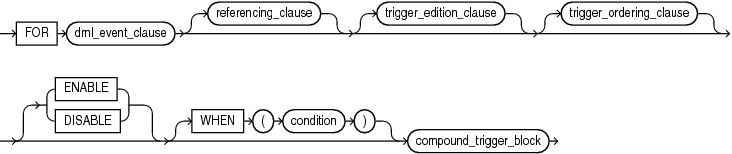 referencing_clause trigger_edition_clause trigger_ordering_clause
FOR dml_event_clause
ENABLE
DISABLE WHEN ( condition )
compound_trigger_block